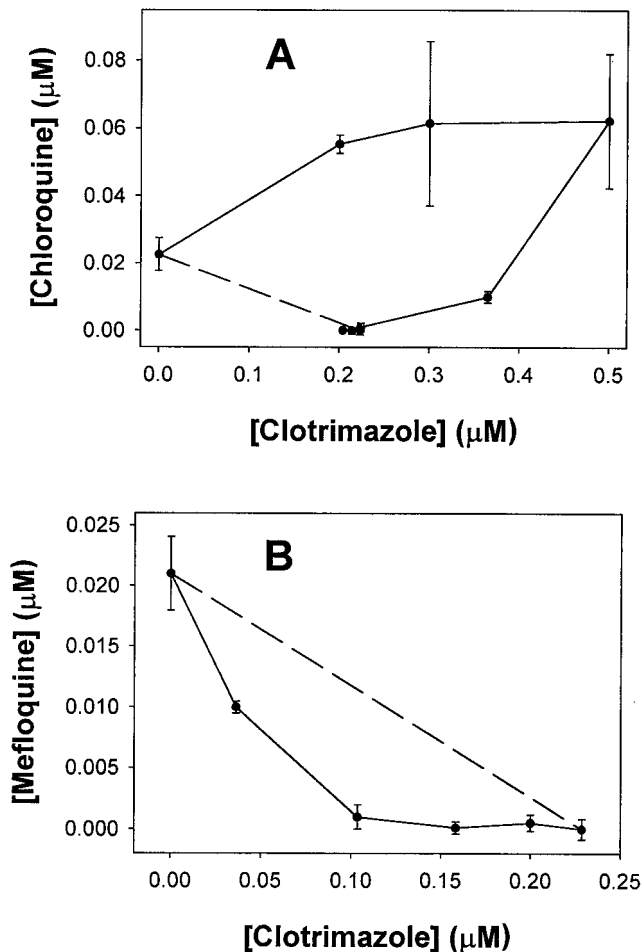 A
[Chloroquine] (μM)
0.08
0.06
0.04
0.02
0.00
0.0 0.1 0.2 0.3 0.4 0.5
[Clotrimazole] (μM)
B
[Mefloquine] (μM)
0.025
0.020
0.015
0.010
0.005
0.000
0.00 0.05 0.10 0.15 0.20 0.25
[Clotrimazole] (μM)